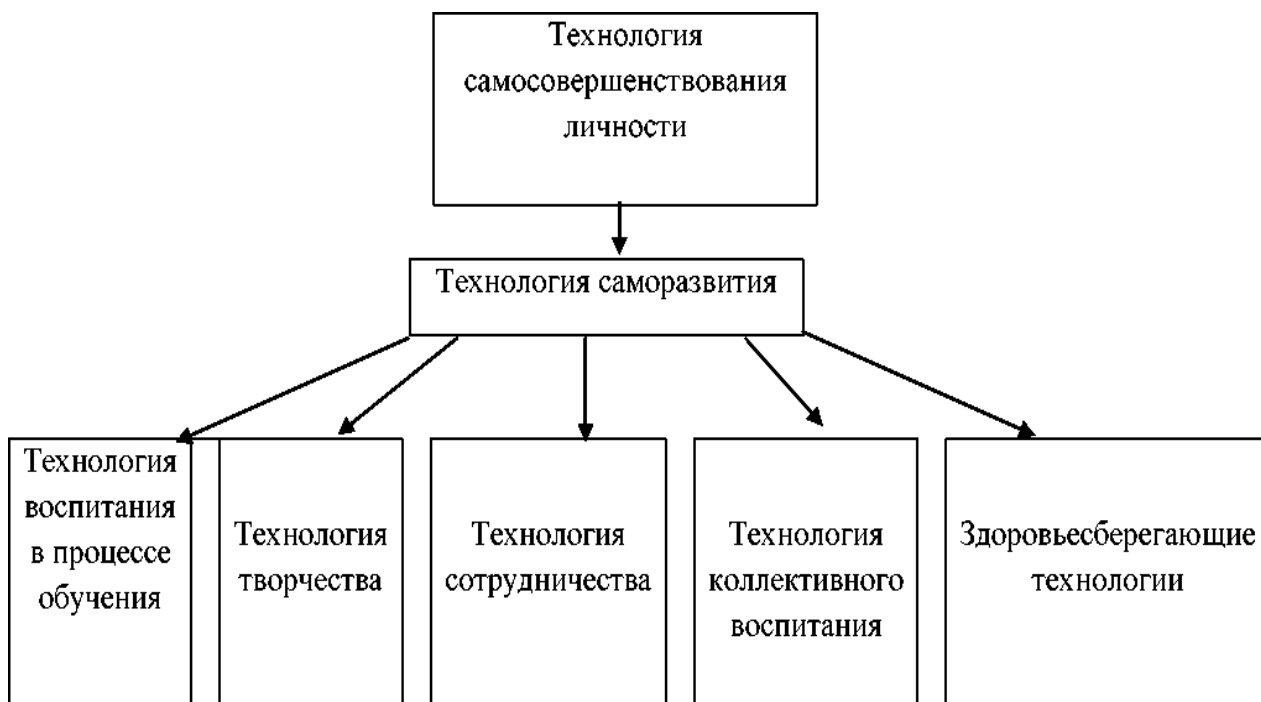 Технология
самосовершенствования
личности
Технология саморазвития
Технология
воспитания
в процессе
обучения
Технология
творчества
Технология
сотрудничества
Технология
коллективного
воспитания
Здоровьесберегающие
технологии